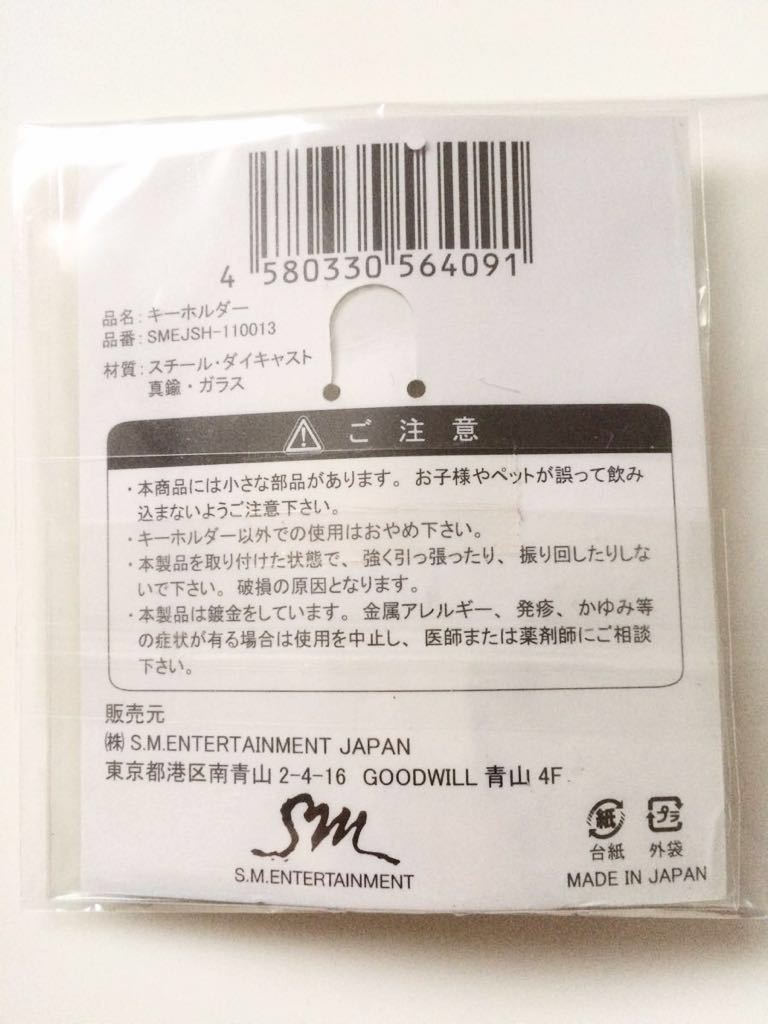 4 580330 564091
品名：キーホルダー
品番：SMEJSH-110013
材質：スチール・ダイキャスト
真鍮・ガラス
ご注意
・本商品には小さな部品があります。お子様やペットが誤って飲み
込まないようご注意下さい。
・キーホルダー以外での使用はおやめ下さい。
・本製品を取り付けた状態で、強く引っ張ったり、振り回したりしな
いで下さい。破損の原因となります。
・本製品は鍍金をしています。金属アレルギー、発疹、かゆみ等
の症状が有る場合は使用を中止し、医師または薬剤師にご相談
下さい。
販売元
㈱ S.M.ENTERTAINMENT JAPAN
東京都港区南青山 2-4-16 GOODWILL 青山 4F
SM
S.M.ENTERTAINMENT
紙 プラ
台紙 外袋
MADE IN JAPAN